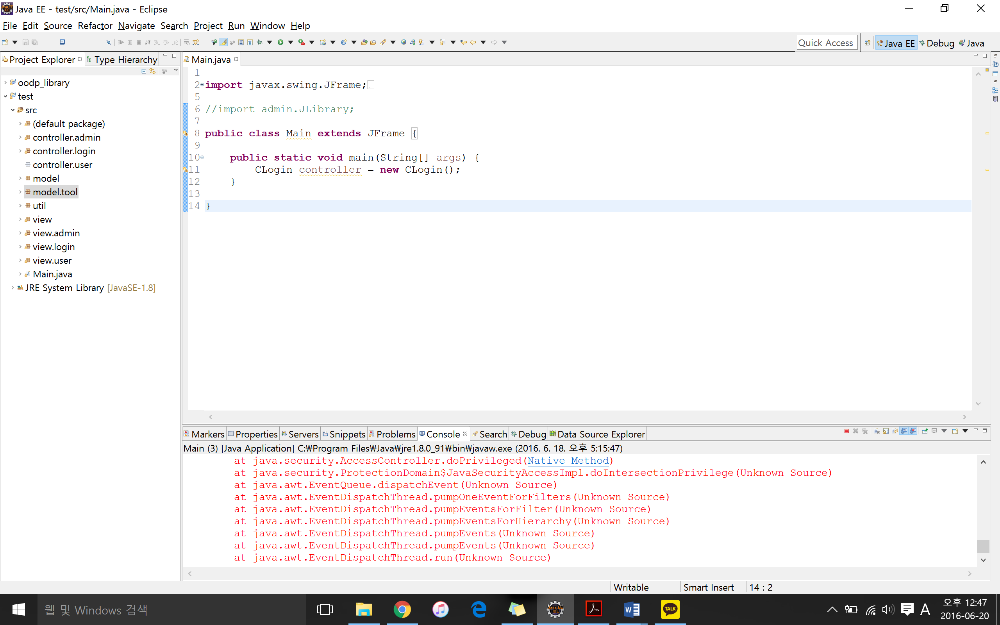 Java EE - test/src/Main.java - Eclipse
File Edit Source Refactor Navigate Search Project Run Window Help
Quick Access Java EE Debug Java
Project Explorer Type Hierarchy
oodp_library
test
src
(default package)
controller.admin
controller.login
controller.user
model
model.tool
util
view
view.admin
view.login
view.user
Main.java
JRE System Library [JavaSE-1.8]
Main.java
1
2 import javax.swing.JFrame;
5
6 //import admin.JLibrary;
7
8 public class Main extends JFrame {
9
10 public static void main(String[] args) {
11 CLogin controller = new CLogin();
12 }
13
14 }
Markers Properties Servers Snippets Problems Console Search Debug Data Source Explorer
Main (3) [Java Application] C:₩Program Files₩Java₩jre1.8.0_91₩bin₩javaw.exe (2016. 6. 18. 오후 5:15:47)
at java.security.AccessController.doPrivileged(Native Method)
at java.security.ProtectionDomain$JavaSecurityAccessImpl.doIntersectionPrivilege(Unknown Source)
at java.awt.EventQueue.dispatchEvent(Unknown Source)
at java.awt.EventDispatchThread.pumpOneEventForFilters(Unknown Source)
at java.awt.EventDispatchThread.pumpEventsForFilter(Unknown Source)
at java.awt.EventDispatchThread.pumpEventsForHierarchy(Unknown Source)
at java.awt.EventDispatchThread.pumpEvents(Unknown Source)
at java.awt.EventDispatchThread.pumpEvents(Unknown Source)
at java.awt.EventDispatchThread.run(Unknown Source)
Writable Smart Insert 14 : 2
웹 및 Windows 검색
Java EE
IDE
TALK
A
오후 12:47
2016-06-20